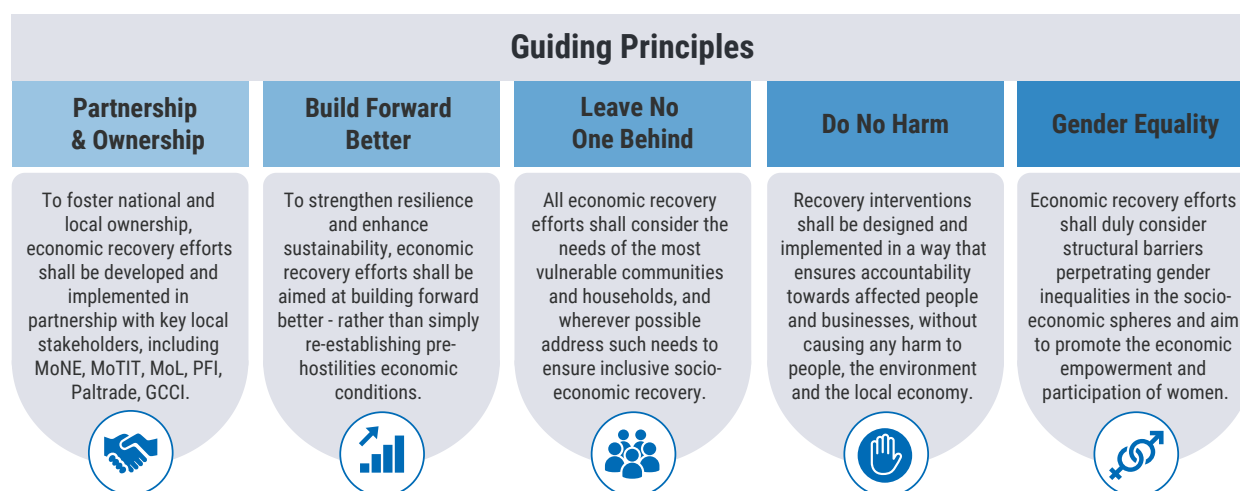 Guiding Principles
Partnership
& Ownership
To foster national and
local ownership,
economic recovery efforts
shall be developed and
implemented in
partnership with key local
stakeholders, including
MoNE, MoTIT, MoL, PFI,
Paltrade, GCCI.
Build Forward
Better
To strengthen resilience
and enhance
sustainability, economic
recovery efforts shall be
aimed at building forward
better - rather than simply
re-establishing pre-
hostilities economic
conditions.
Leave No
One Behind
All economic recovery
efforts shall consider the
needs of the most
vulnerable communities
and households, and
wherever possible
address such needs to
ensure inclusive socio-
economic recovery.
Do No Harm
Recovery interventions
shall be designed and
implemented in a way that
ensures accountability
towards affected people
and businesses, without
causing any harm to
people, the environment
and the local economy.
Gender Equality
Economic recovery efforts
shall duly consider
structural barriers
perpetrating gender
inequalities in the socio-
economic spheres and aim
to promote the economic
empowerment and
participation of women.